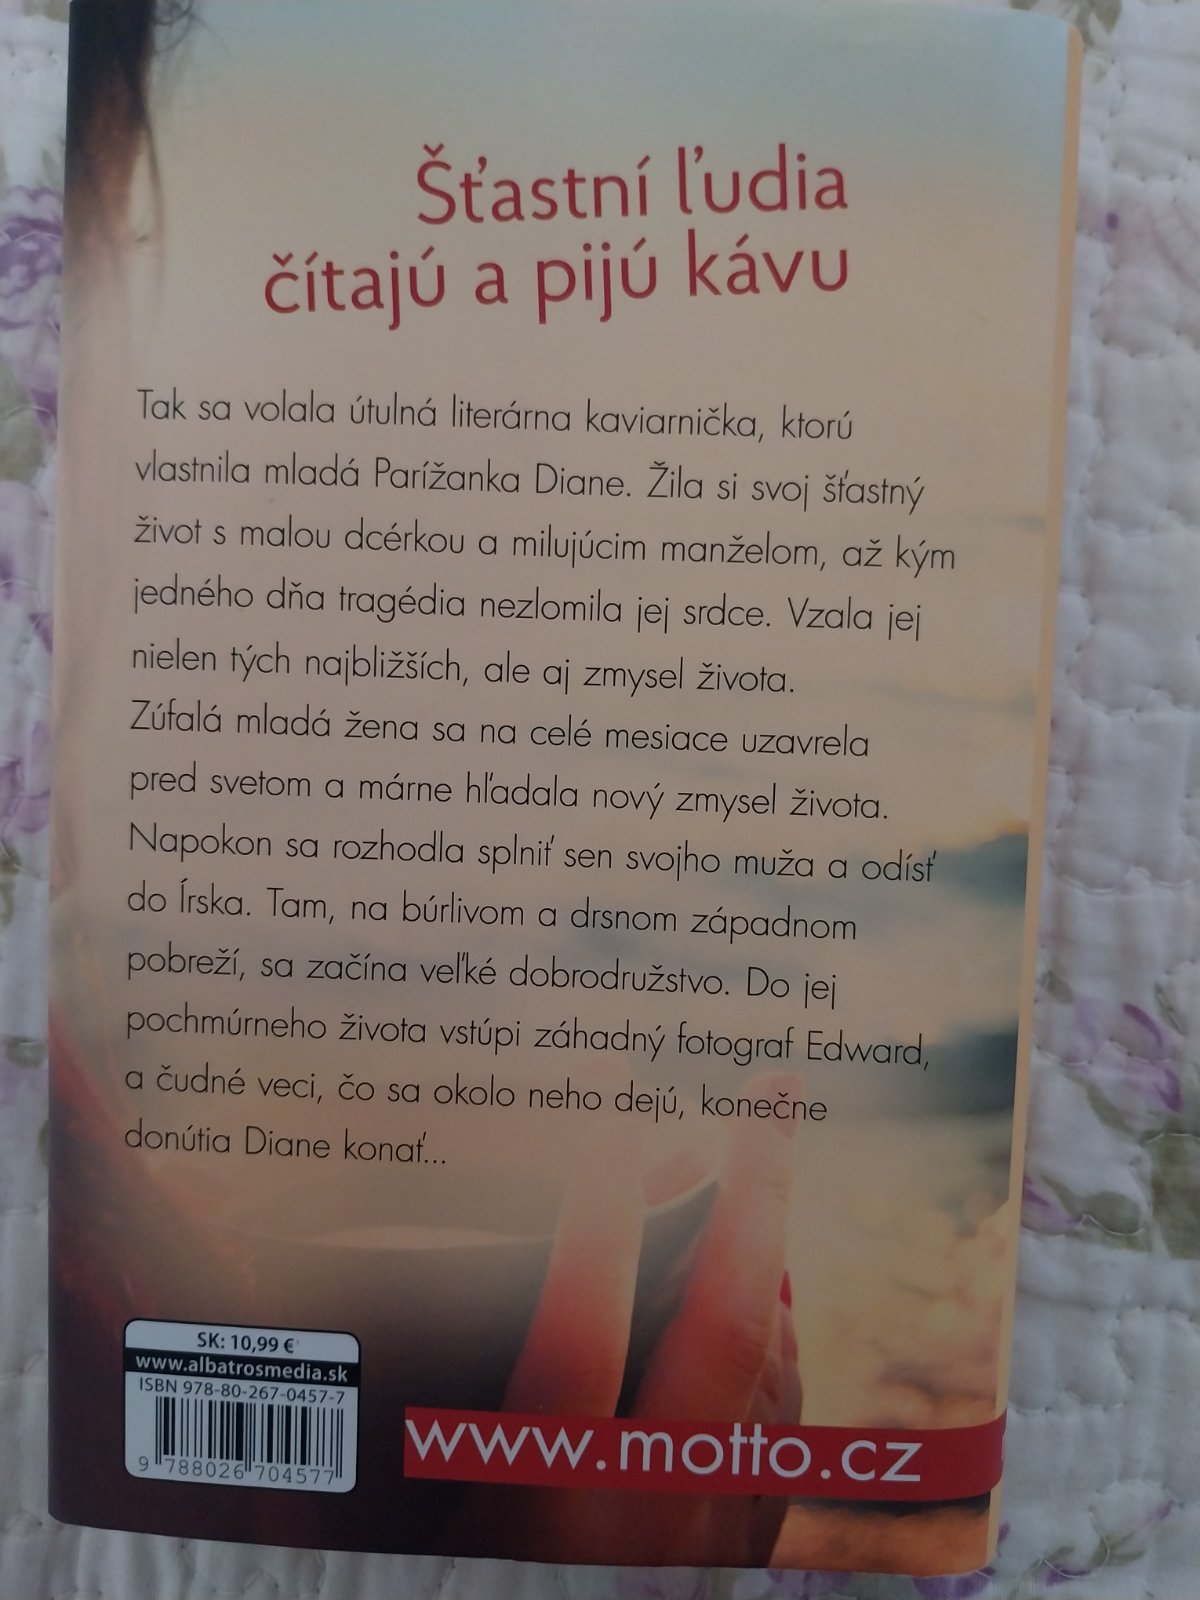 Šťastní ľudia
čítajú a pijú kávu
Tak sa volala útulná literárna kaviarnička, ktorú
vlastnila mladá Parížanka Diane. Žila si svoj šťastný
život s malou dcérkou a milujúcim manželom, až kým
jedného dňa tragédia nezlomila jej srdce. Vzala jej
nielen tých najbližších, ale aj zmysel života.
Zúfalá mladá žena sa na celé mesiace uzavrela
pred svetom a márne hľadala nový zmysel života.
Napokon sa rozhodla splniť sen svojho muža a odísť
do Írska. Tam, na búrlivom a drsnom západnom
pobreží, sa začína veľké dobrodružstvo. Do jej
pochmúrneho života vstúpi záhadný fotograf Edward,
a čudné veci, čo sa okolo neho dejú, konečne
donútia Diane konať...
SK: 10,99 €
www.albatrosmedia.sk
ISBN 978-80-267-0457-7
9 788026 704577
www.motto.cz